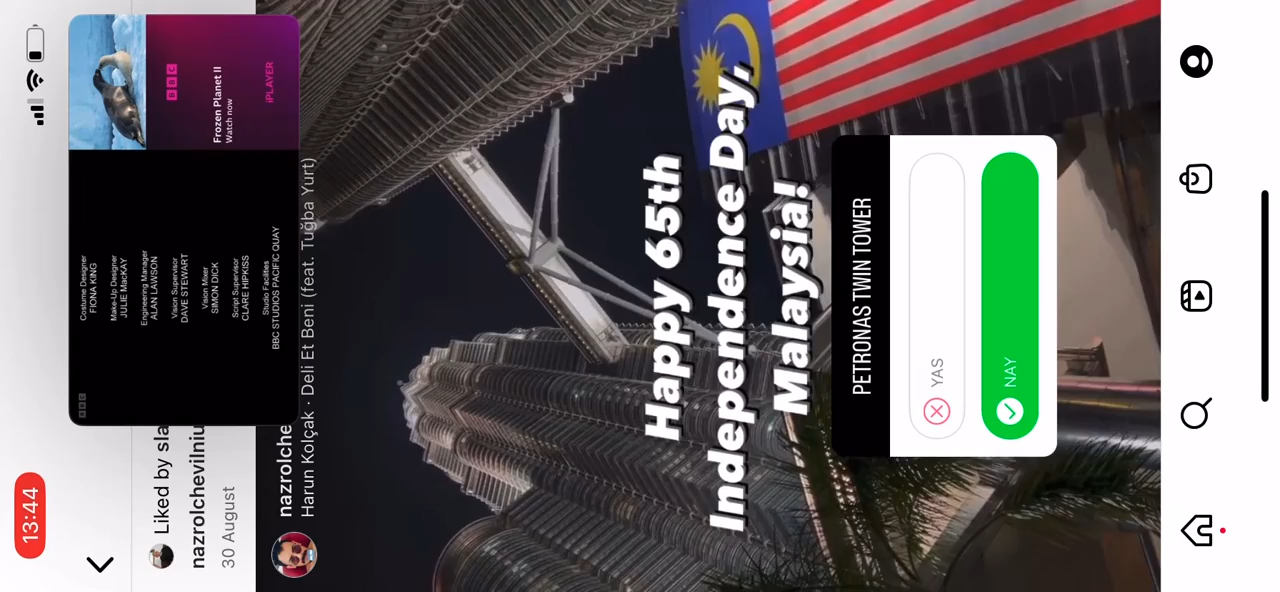 13:44
BBC
Costume Designer
FIONA KING
Make-Up Designer
JULIE MacKAY
Engineering Manager
ALAN LAWSON
Vision Supervisor
DAVE STEWART
Vision Mixer
SIMON DICK
Script Supervisor
CLARE HIPKISS
Studio Facilities
BBC STUDIOS PACIFIC QUAY
BBC
Frozen Planet II
Watch now
iPLAYER
Liked by sla
nazrolchevilniu
30 August
nazrolche
Harun Kolçak · Deli Et Beni (feat. Tuğba Yurt)
Happy 65th
Independence Day,
Malaysia!
PETRONAS TWIN TOWER
YAS
NAY